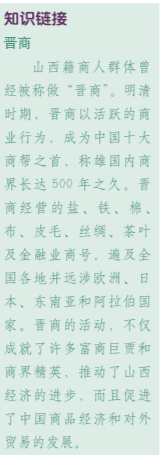 知识链接
晋商
山西籍商人群体曾
经被称做“晋商”。明清
时期，晋商以活跃的商
业行为，成为中国十大
商帮之首，称雄国内商
界长达 500 年之久。晋
商经营的盐、铁、棉、
布、皮毛、丝绸、茶叶
及金融业商号，遍及全
国各地并远涉欧洲、日
本、东南亚和阿拉伯国
家。晋商的活动，不仅
成就了许多富商巨贾和
商界精英，推动了山西
经济的进步，而且促进
了中国商品经济和对外
贸易的发展。